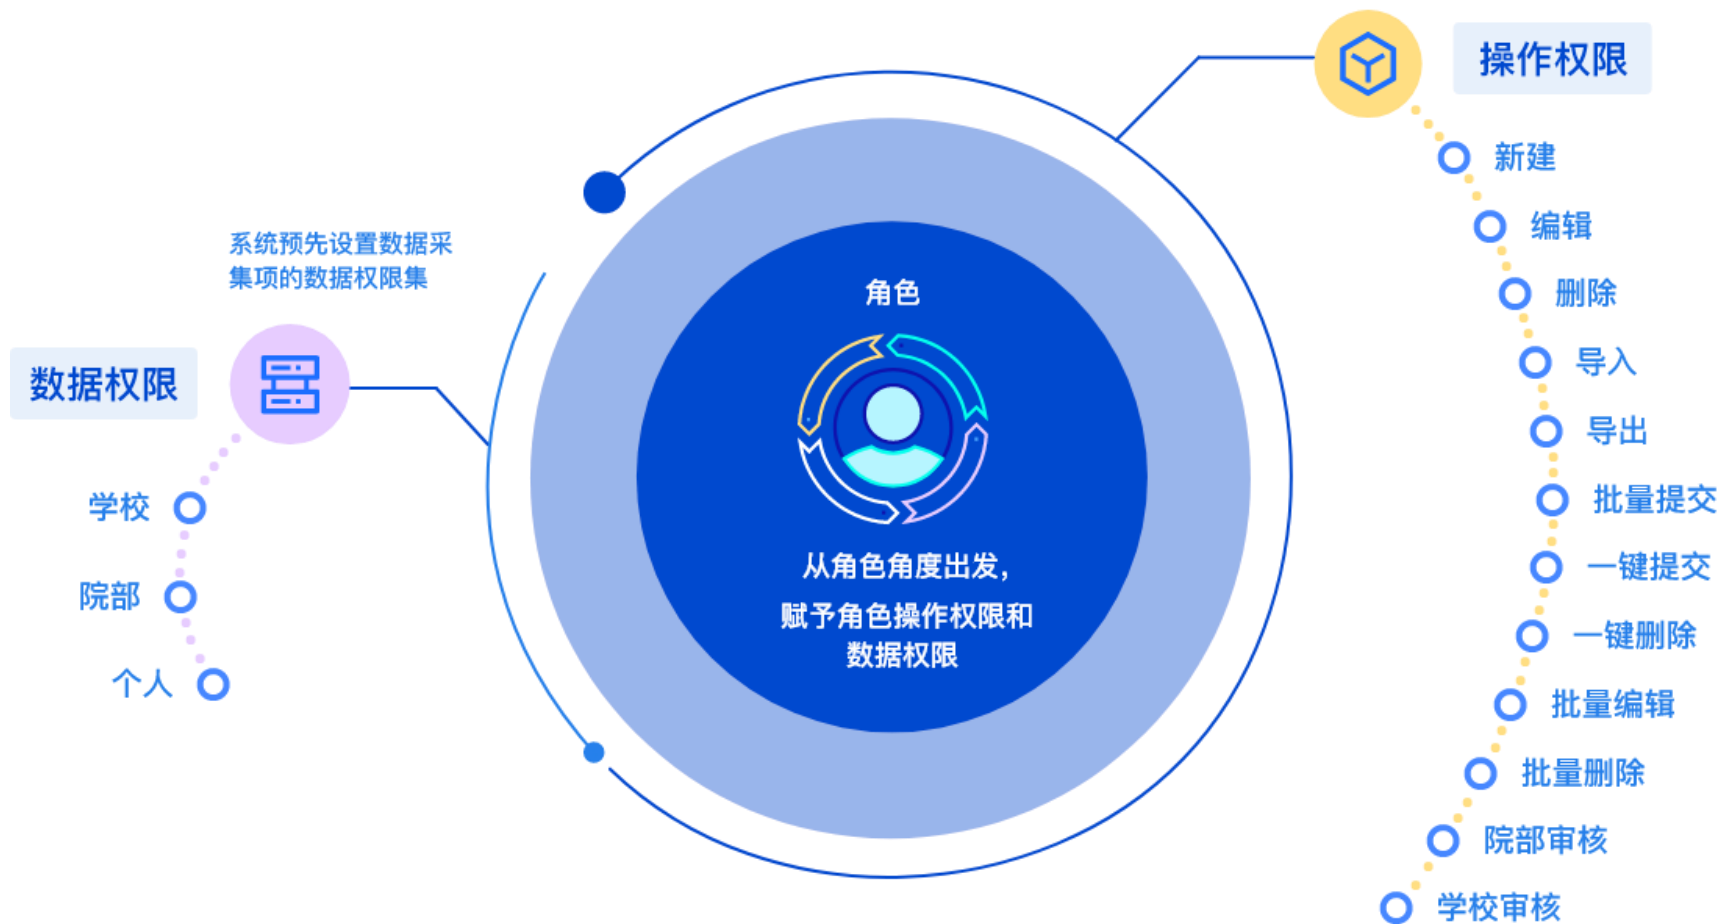 系统预先设置数据采
集项的数据权限集
数据权限
学校
院部
个人
角色
从角色角度出发，
赋予角色操作权限和
数据权限
操作权限
新建
编辑
删除
导入
导出
批量提交
一键提交
一键删除
批量编辑
批量删除
院部审核
学校审核